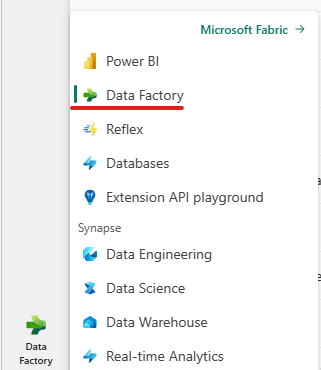 Microsoft Fabric →
Power BI
Data Factory
Reflex
Databases
Extension API playground
Synapse
Data Engineering
Data Science
Data Warehouse
Real-time Analytics
Data
Factory